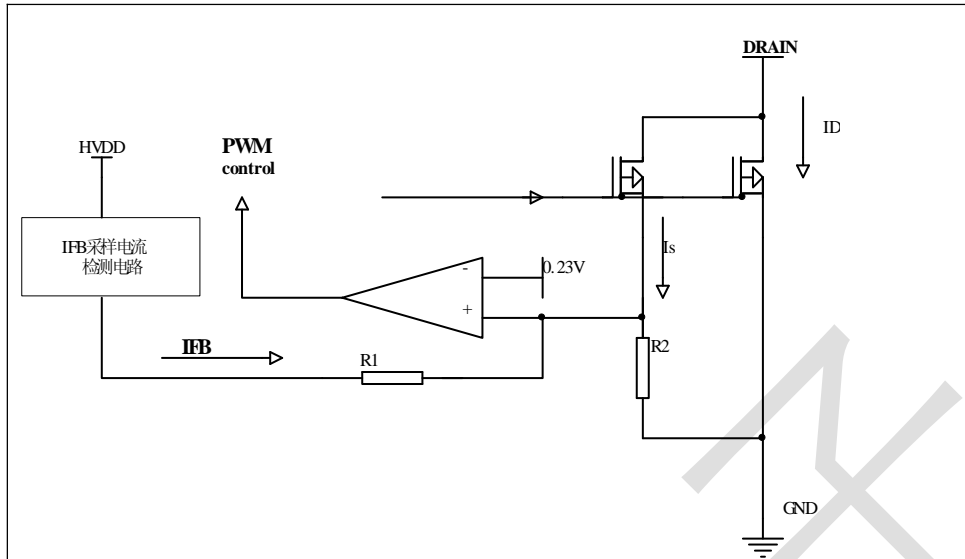 DRAIN
ID
HVDD
PWM
control
IFB采样电流
检测电路
Is
0.23V
-
+
IFB
R1
R2
GND